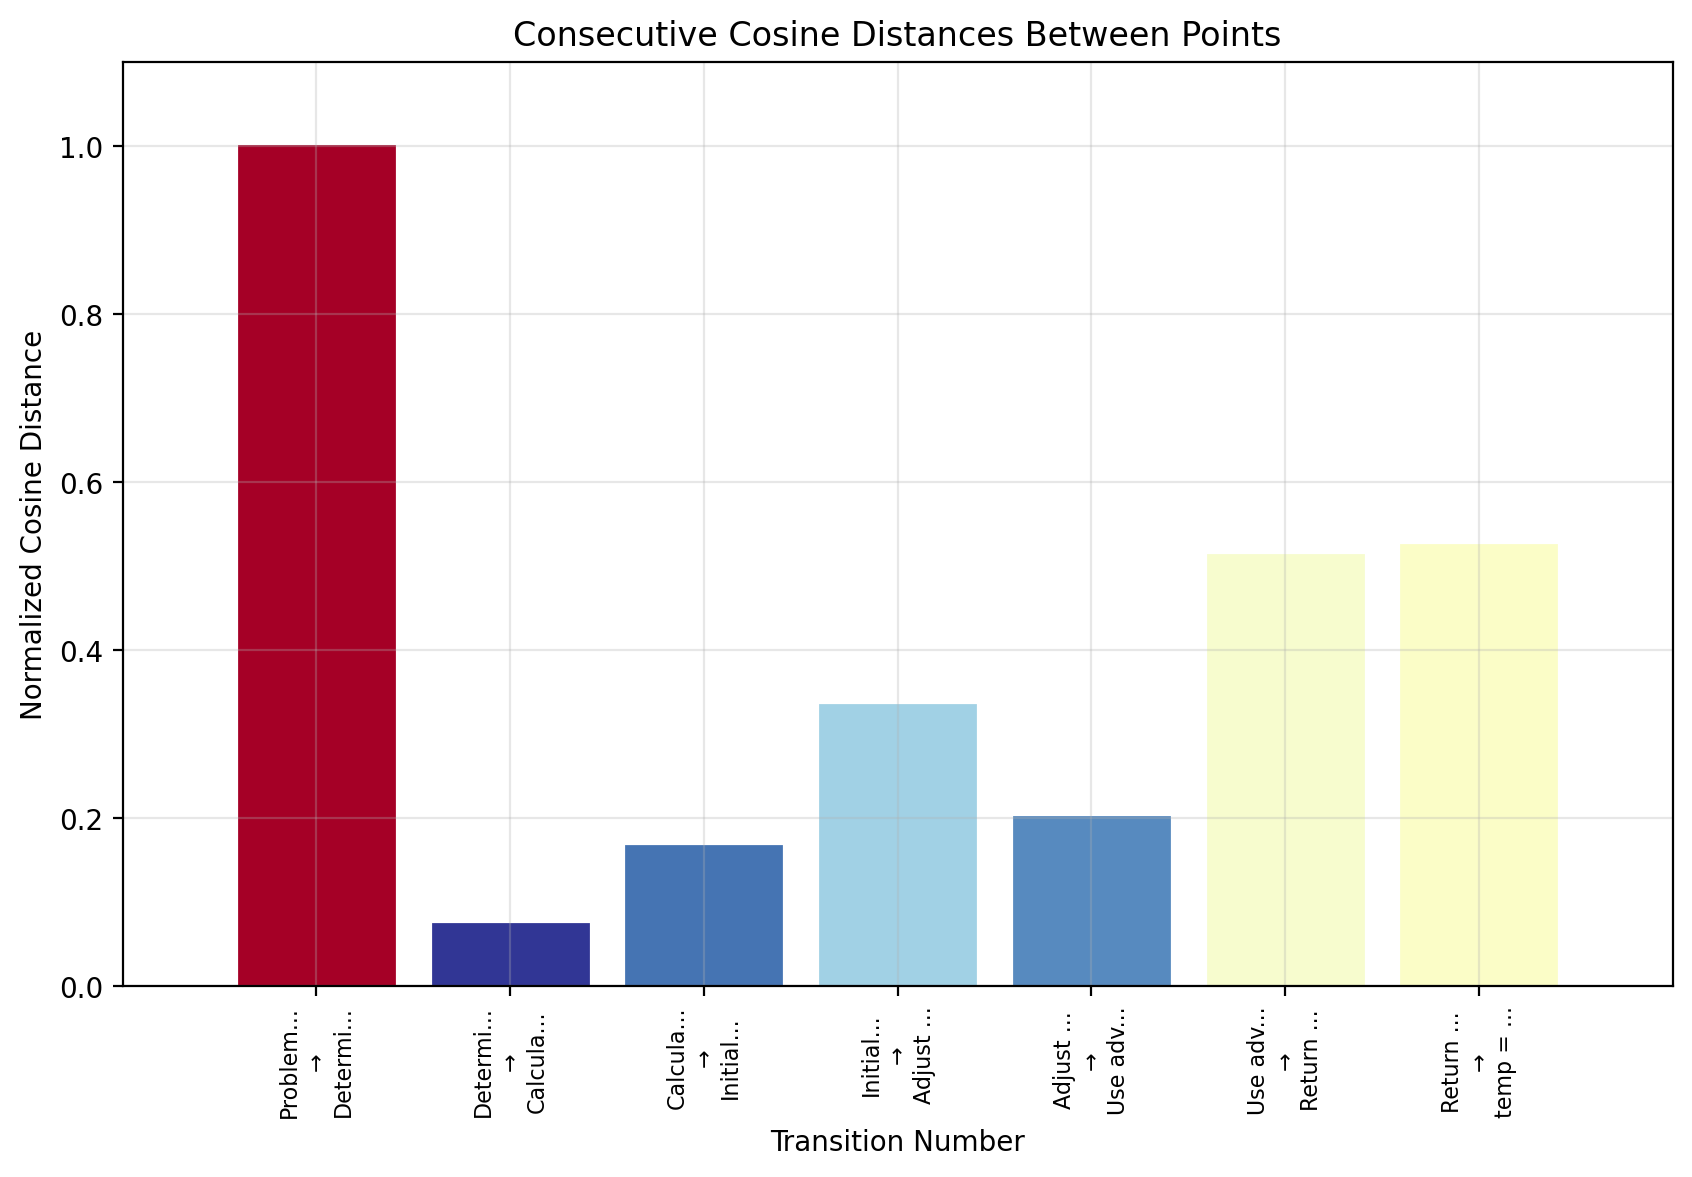 Consecutive Cosine Distances Between Points
Normalized Cosine Distance
1.0
0.8
0.6
0.4
0.2
0.0
Problem...
→
Determi...
Determi...
→
Calcula...
Calcula...
→
Initial...
Initial...
→
Adjust ...
Adjust ...
→
Use adv...
Use adv...
→
Return ...
Return ...
→
temp = ...
Transition Number